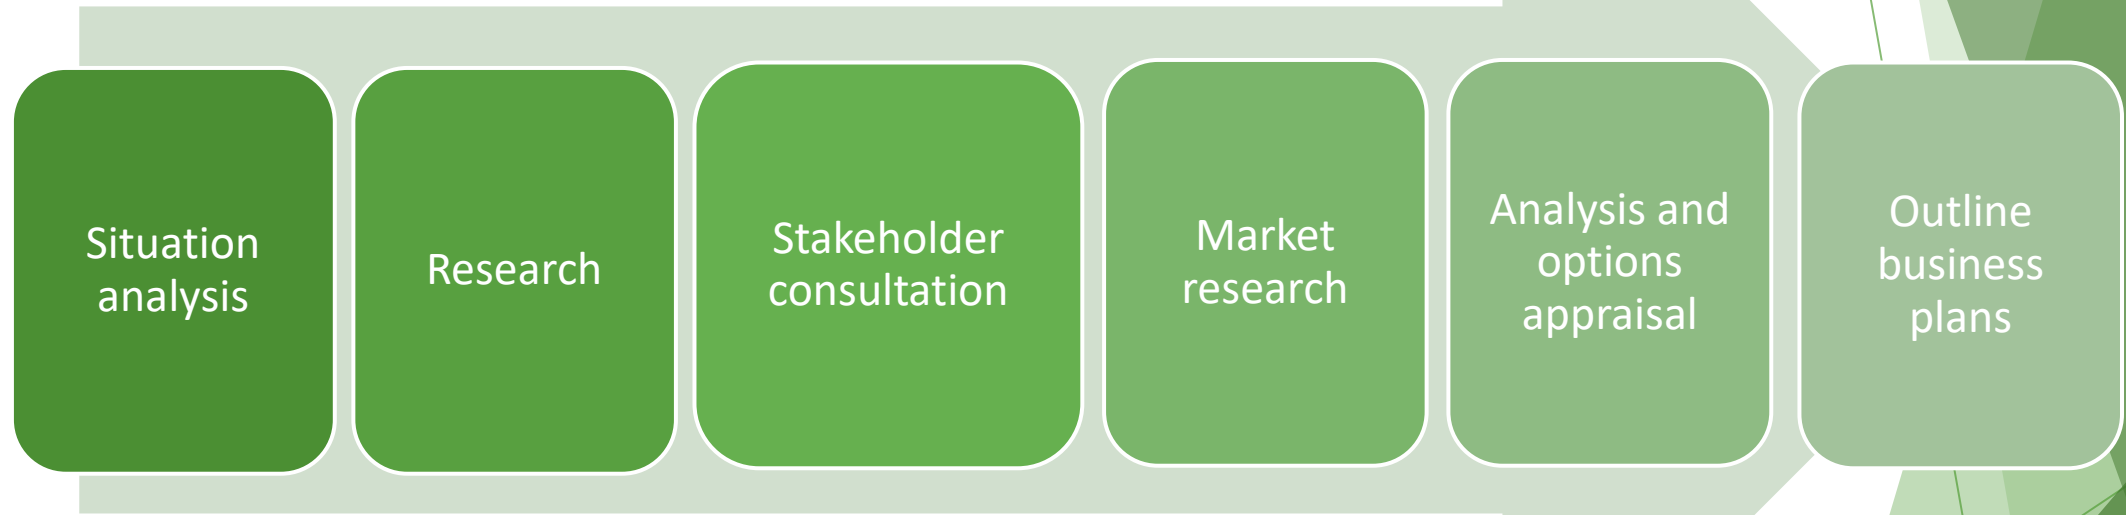 Situation
analysis
Research
Stakeholder
consultation
Market
research
Analysis and
options
appraisal
Outline
business
plans